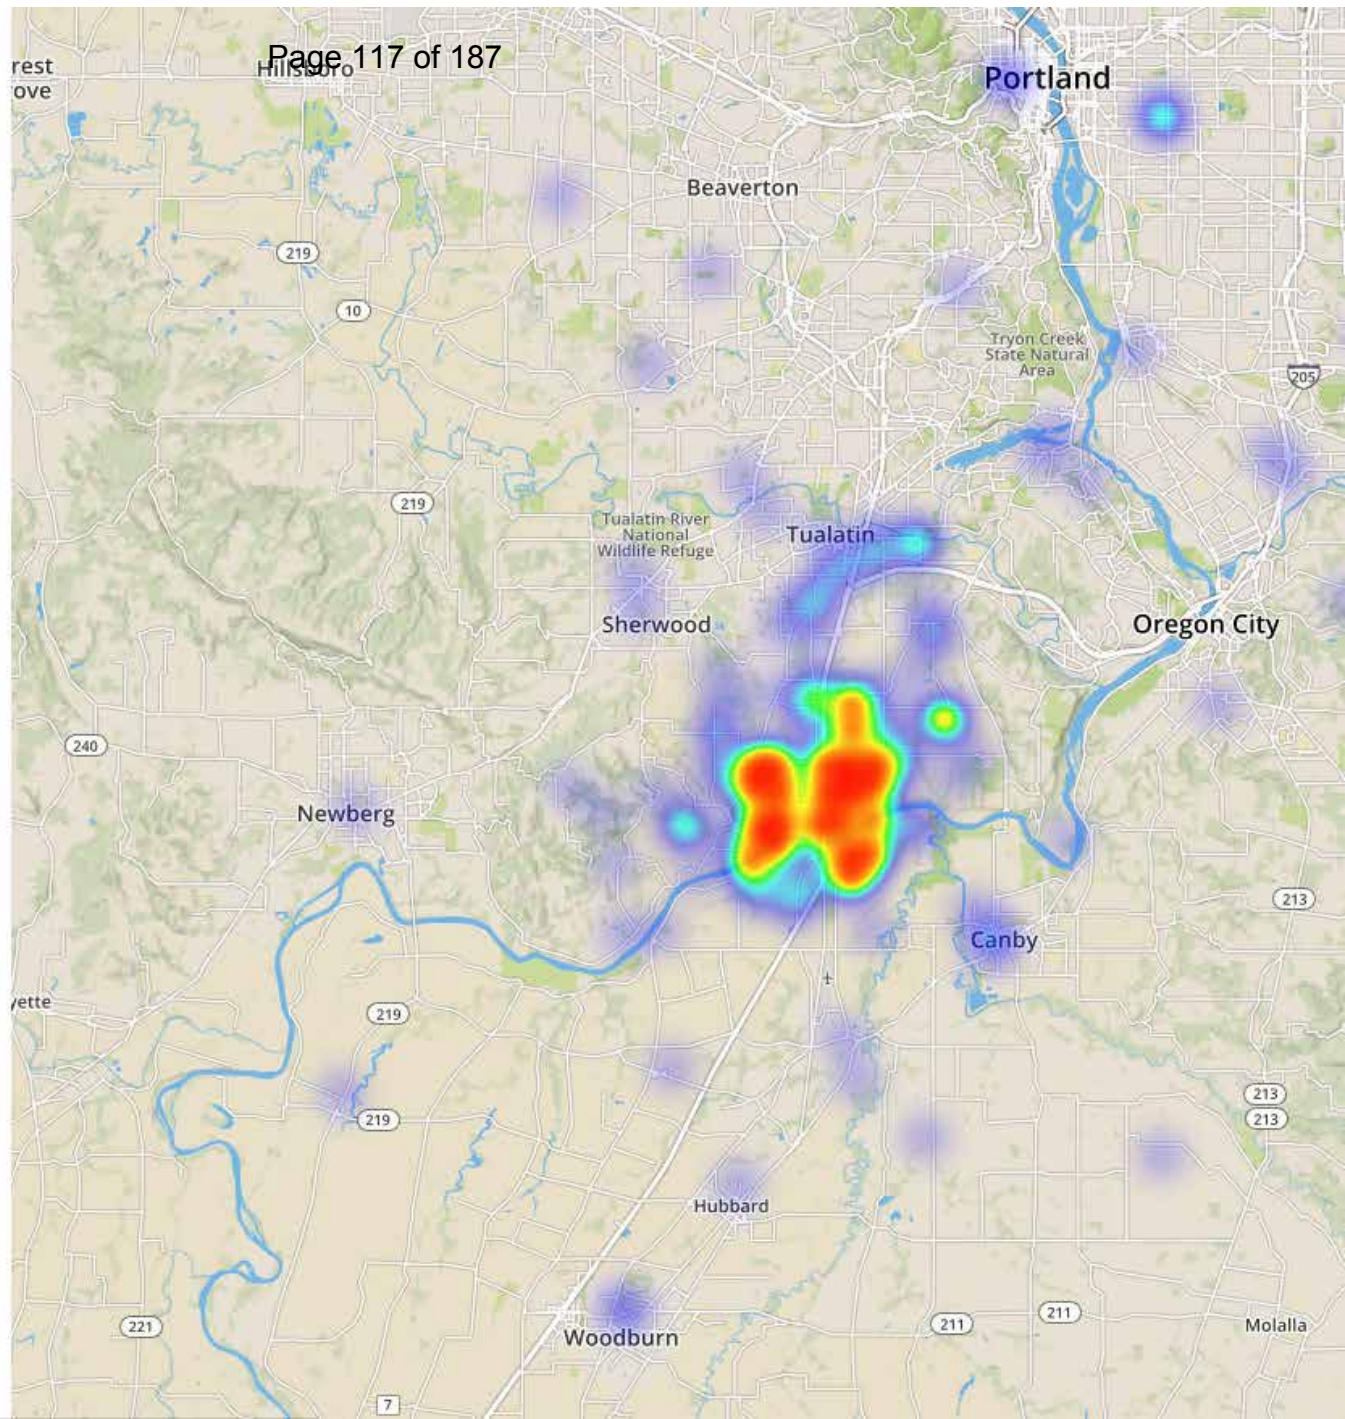 Page 117 of 187
rest
ove
Hillsboro
Portland
Beaverton
219
10
Tryon Creek
State Natural
Area
205
219
Tualatin River
National
Wildlife Refuge
Tualatin
Sherwood
Oregon City
240
Newberg
213
Canby
yette
219
213
219
213
Hubbard
221
Woodburn
211
211
Molalla
7